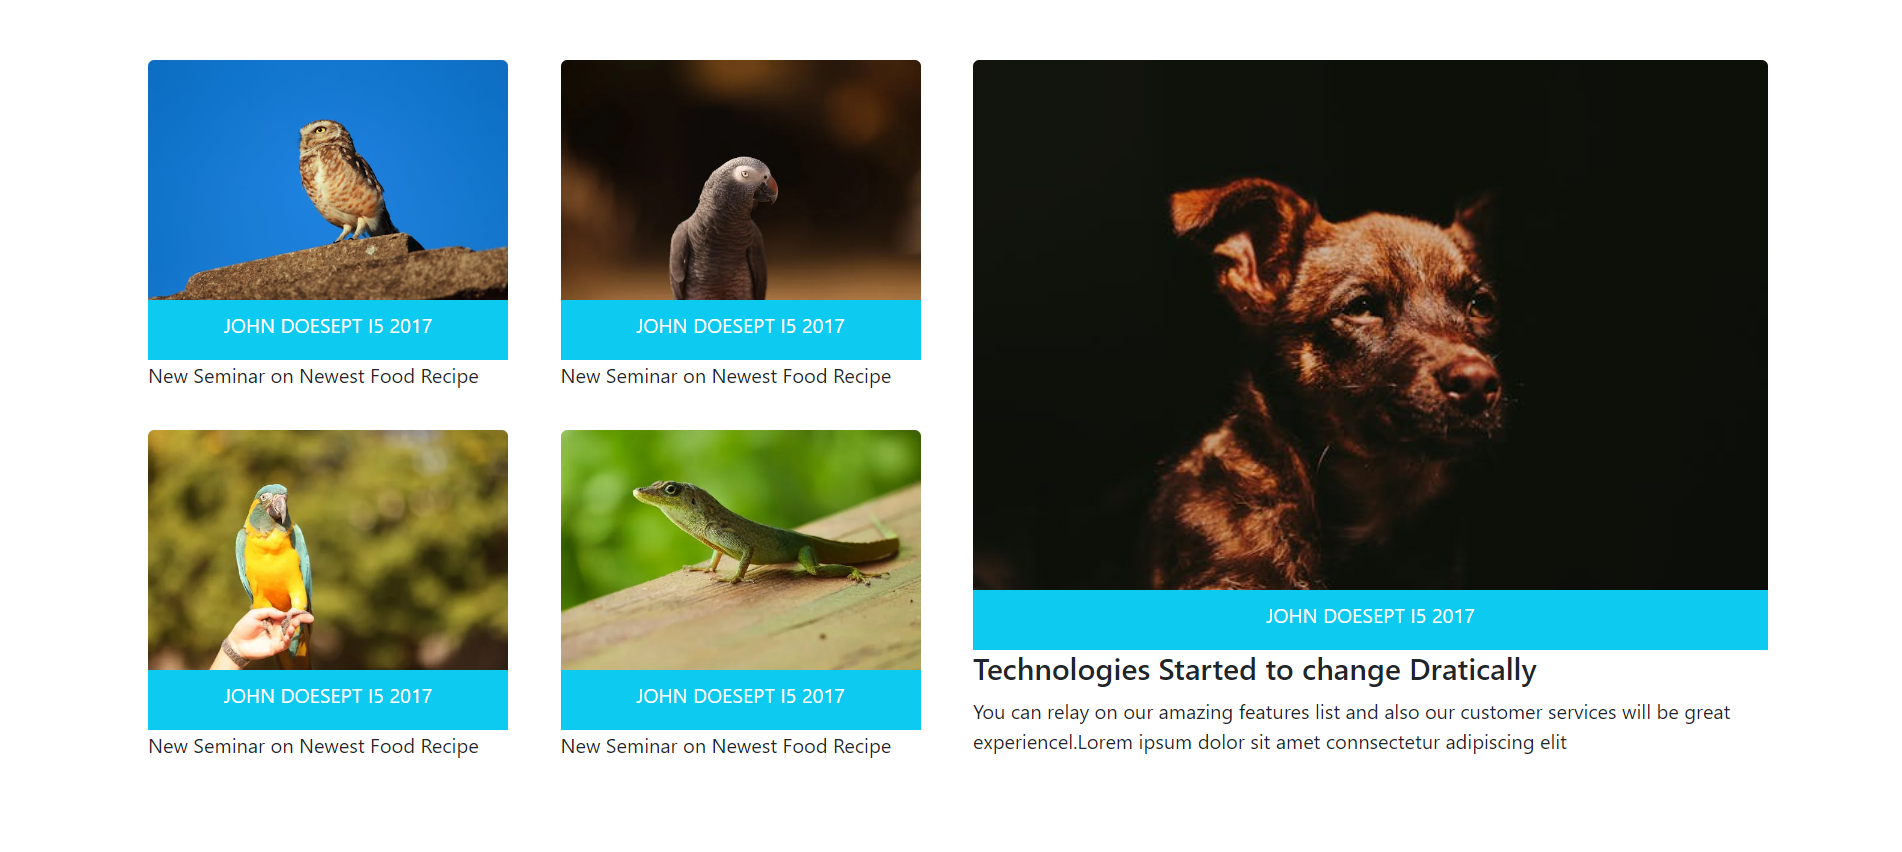 JOHN DOESEPT I5 2017
New Seminar on Newest Food Recipe
JOHN DOESEPT I5 2017
New Seminar on Newest Food Recipe
JOHN DOESEPT I5 2017
New Seminar on Newest Food Recipe
JOHN DOESEPT I5 2017
New Seminar on Newest Food Recipe
JOHN DOESEPT I5 2017
Technologies Started to change Dratically
You can relay on our amazing features list and also our customer services will be great
experiencel.Lorem ipsum dolor sit amet connsectetur adipiscing elit